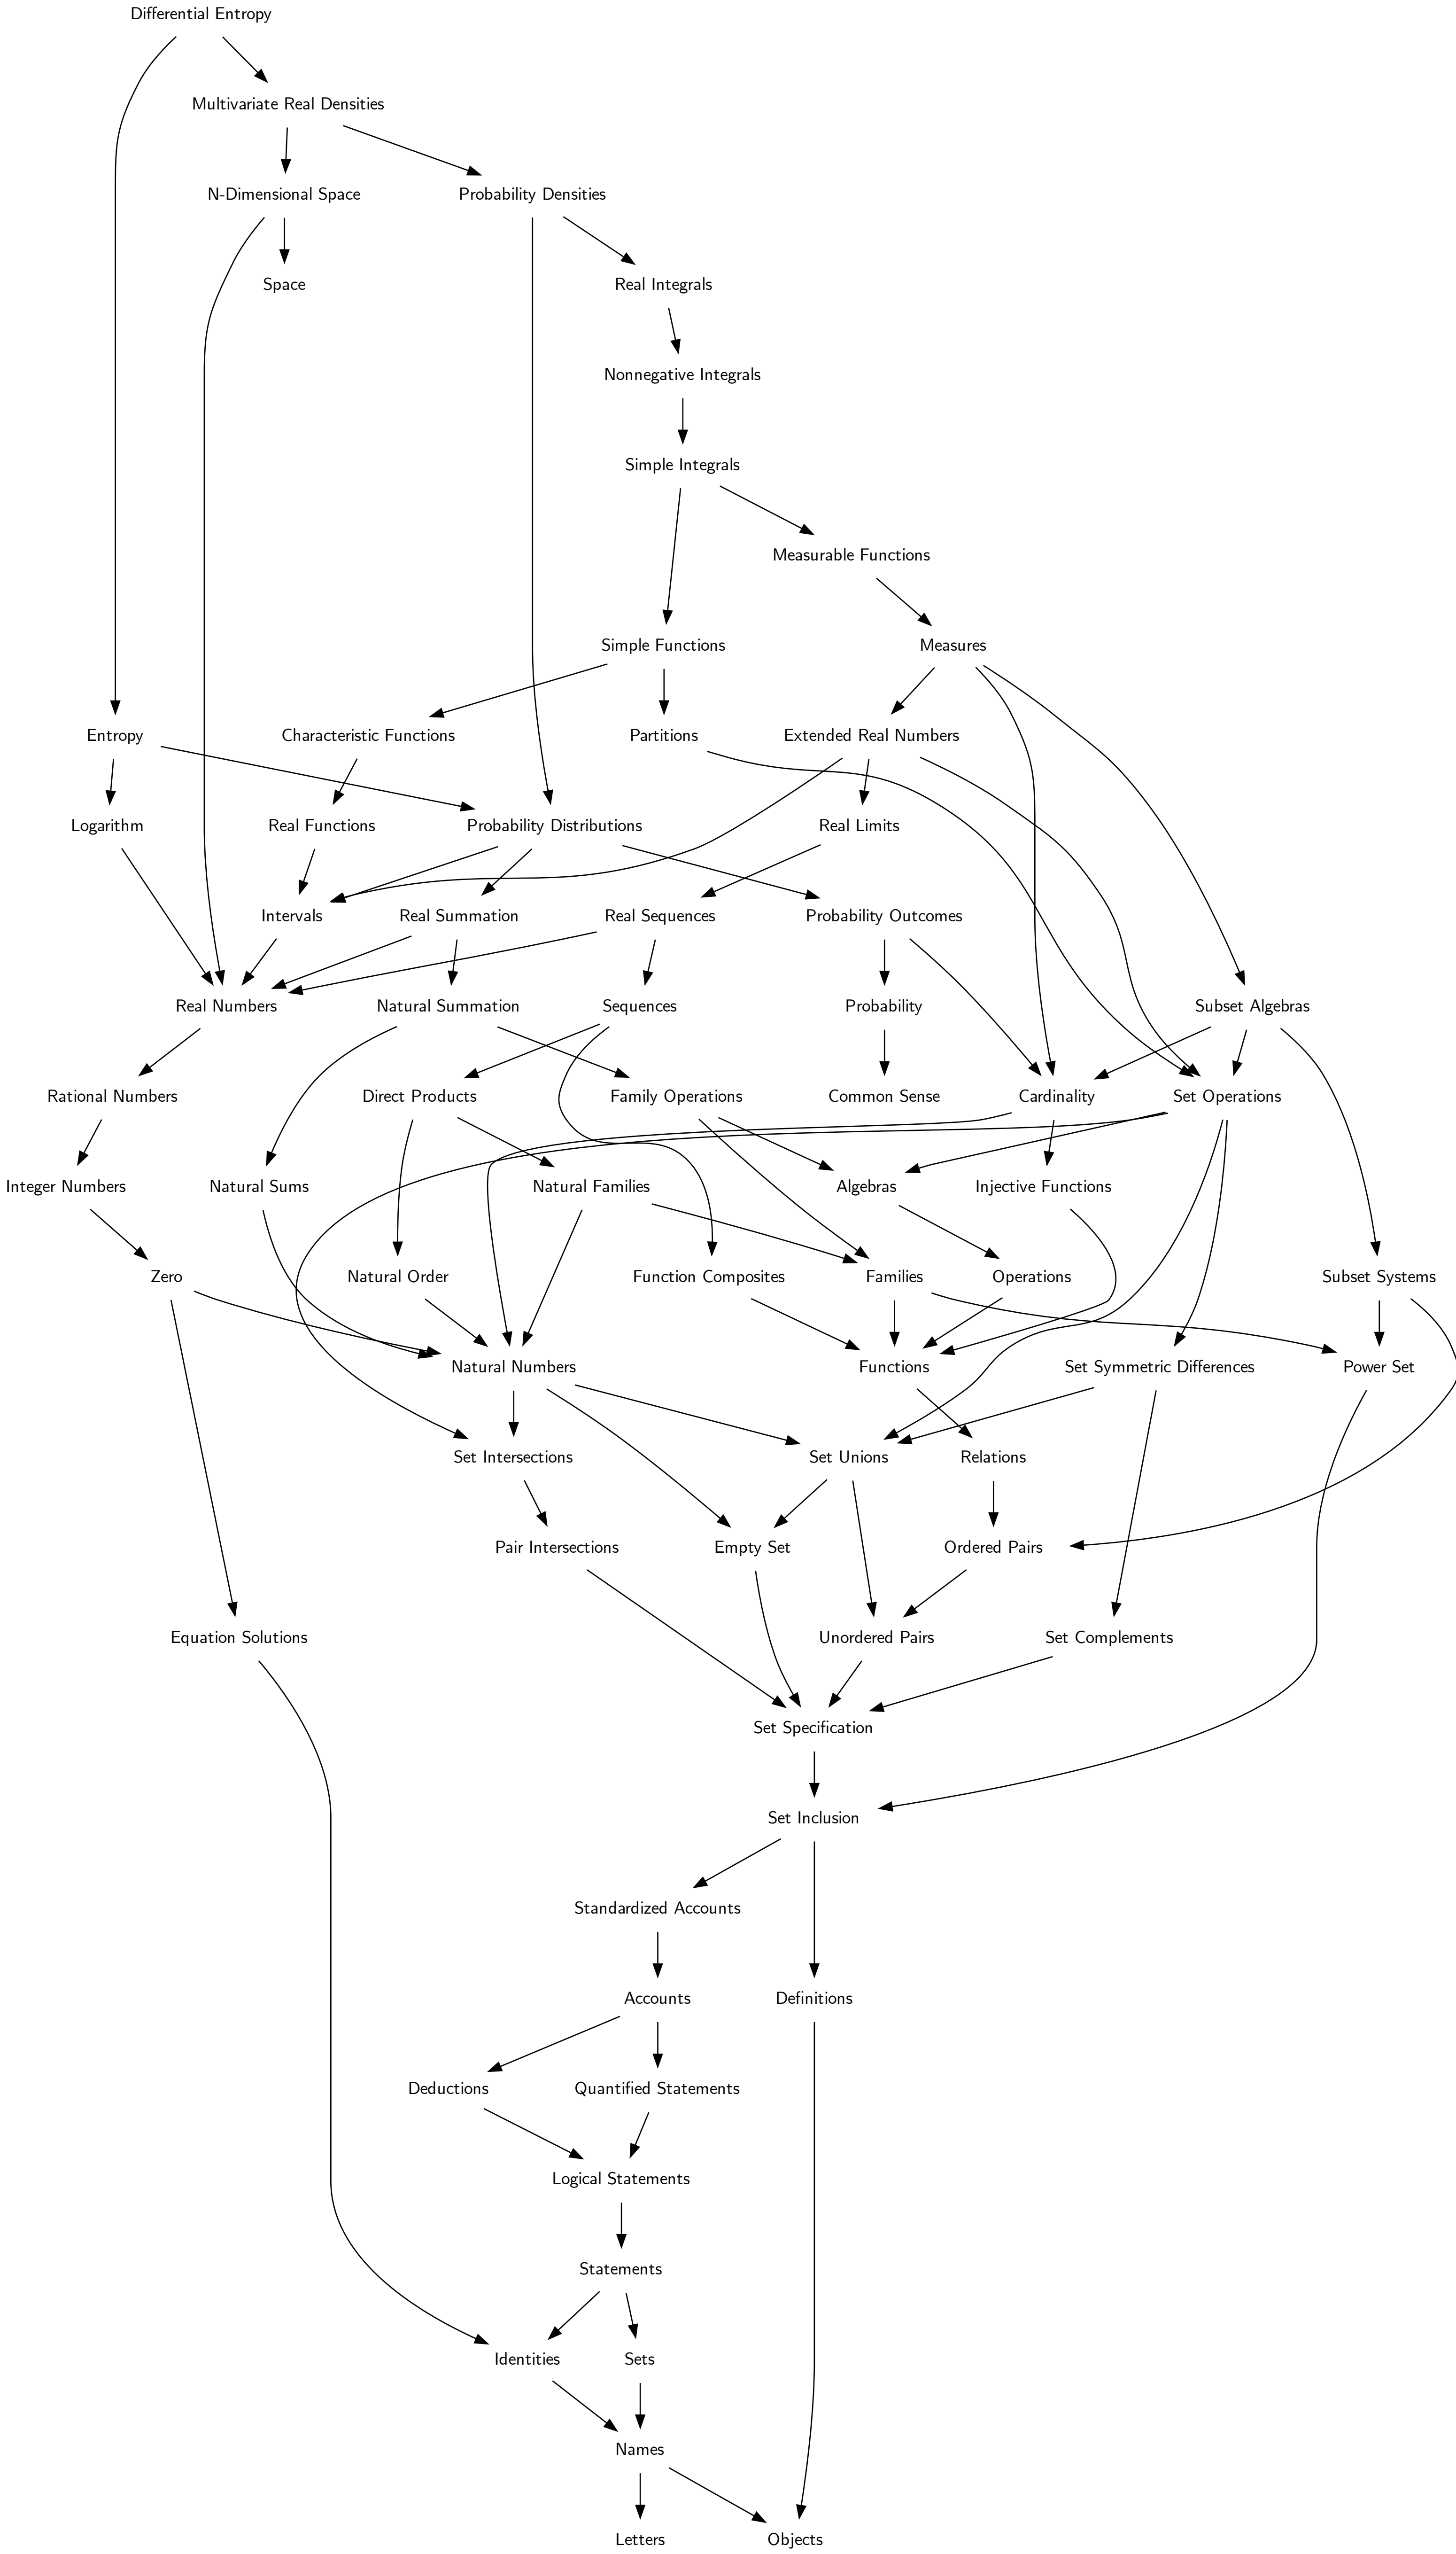 Differential Entropy
Multivariate Real Densities
N-Dimensional Space
Probability Densities
Space
Real Integrals
Nonnegative Integrals
Simple Integrals
Measurable Functions
Simple Functions
Measures
Entropy
Characteristic Functions
Partitions
Extended Real Numbers
Logarithm
Real Functions
Probability Distributions
Real Limits
Intervals
Real Summation
Real Sequences
Probability Outcomes
Real Numbers
Natural Summation
Sequences
Probability
Subset Algebras
Rational Numbers
Direct Products
Family Operations
Common Sense
Cardinality
Set Operations
Integer Numbers
Natural Sums
Natural Families
Algebras
Injective Functions
Zero
Natural Order
Function Composites
Families
Operations
Subset Systems
Natural Numbers
Functions
Set Symmetric Differences
Power Set
Set Intersections
Set Unions
Relations
Pair Intersections
Empty Set
Ordered Pairs
Equation Solutions
Unordered Pairs
Set Complements
Set Specification
Set Inclusion
Standardized Accounts
Accounts
Definitions
Deductions
Quantified Statements
Logical Statements
Statements
Identities
Sets
Names
Letters
Objects